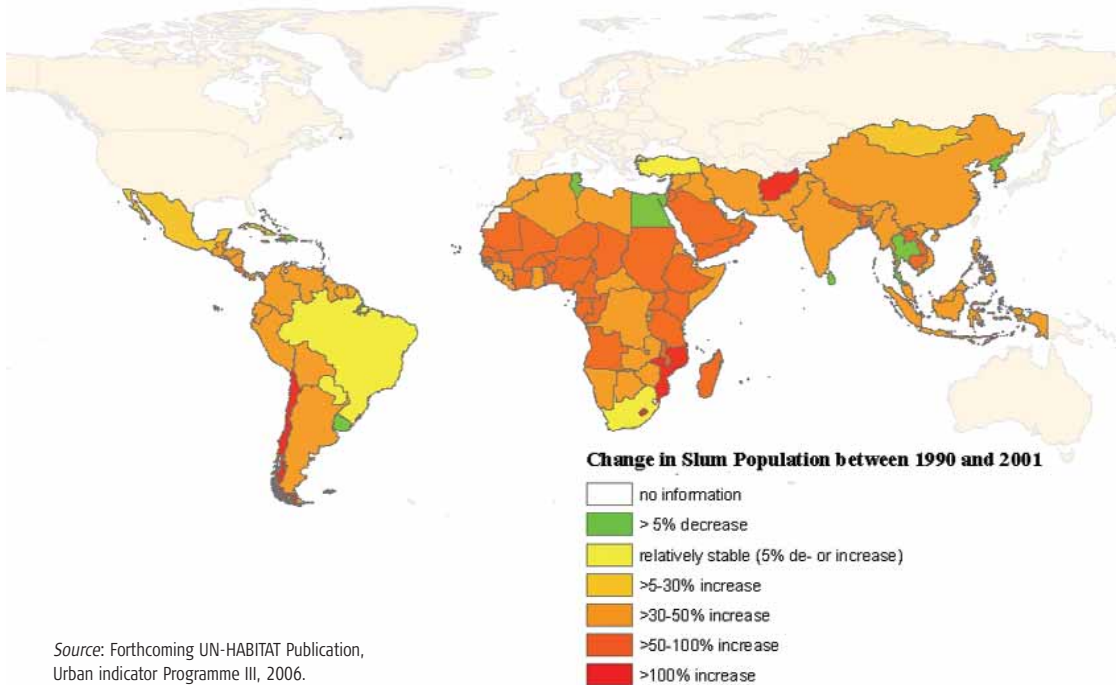 Change in Slum Population between 1990 and 2001
no information
> 5% decrease
relatively stable (5% de- or increase)
>5-30% increase
>30-50% increase
>50-100% increase
>100% increase
Source: Forthcoming UN-HABITAT Publication,
Urban indicator Programme III, 2006.